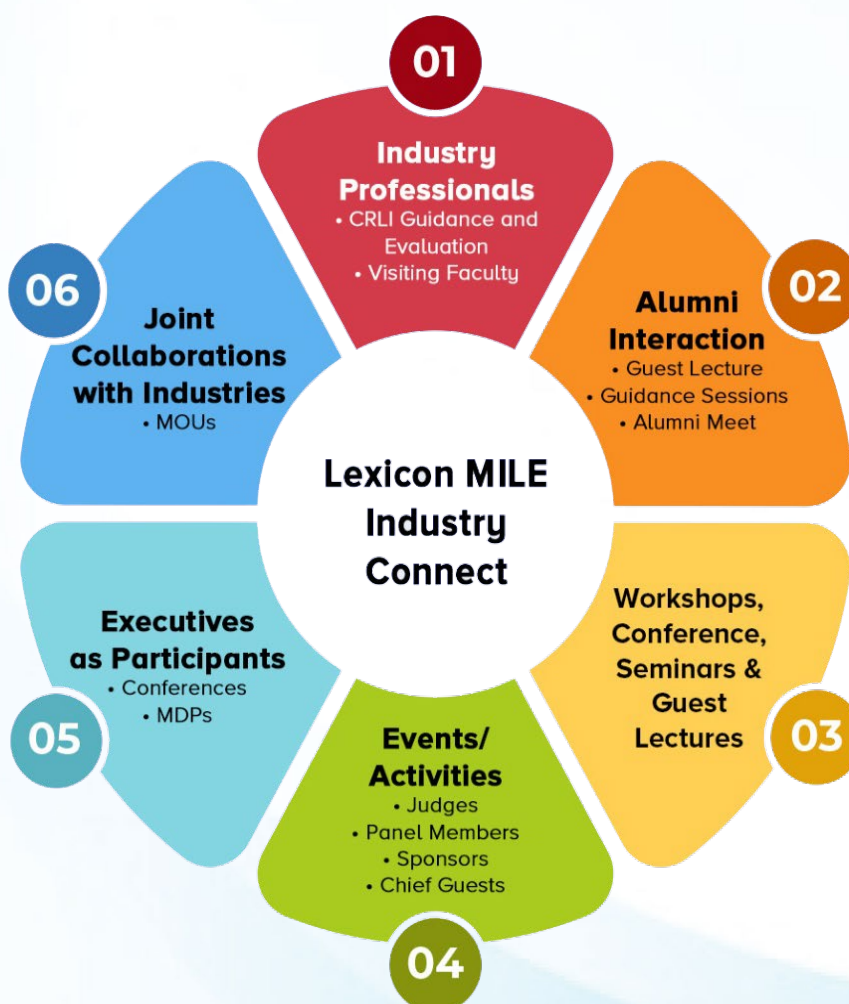 01
Industry
Professionals
• CRLI Guidance and
Evaluation
• Visiting Faculty
02
Alumni
Interaction
• Guest Lecture
• Guidance Sessions
• Alumni Meet
Workshops,
Conference,
Seminars &
Guest
Lectures
03
Events/
Activities
• Judges
• Panel Members
• Sponsors
• Chief Guests
04
Executives
as Participants
• Conferences
• MDPs
05
06
Joint
Collaborations
with Industries
• MOUs
Lexicon MILE
Industry
Connect